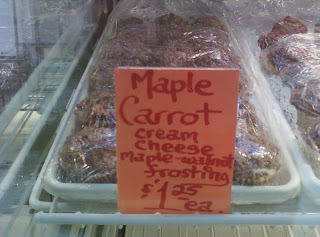 Maple
Carrot
cream
cheese
maple-walnut
frosting
$1.25 ea.